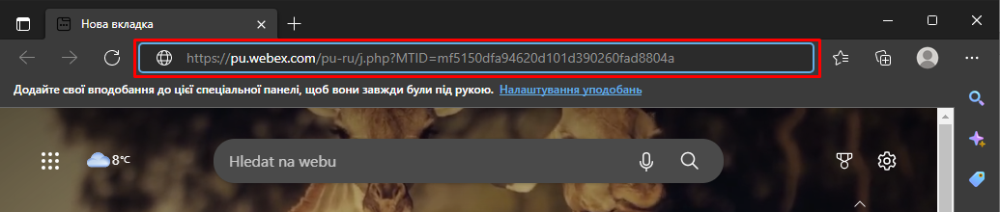 Нова вкладка
https://pu.webex.com/pu-ru/j.php?MTID=mf5150dfa94620d101d390260fad8804a
Додайте свої вподобання до цієї спеціальної панелі, щоб вони завжди були під рукою. Налаштування уподобань
8°C
Hledat na webu